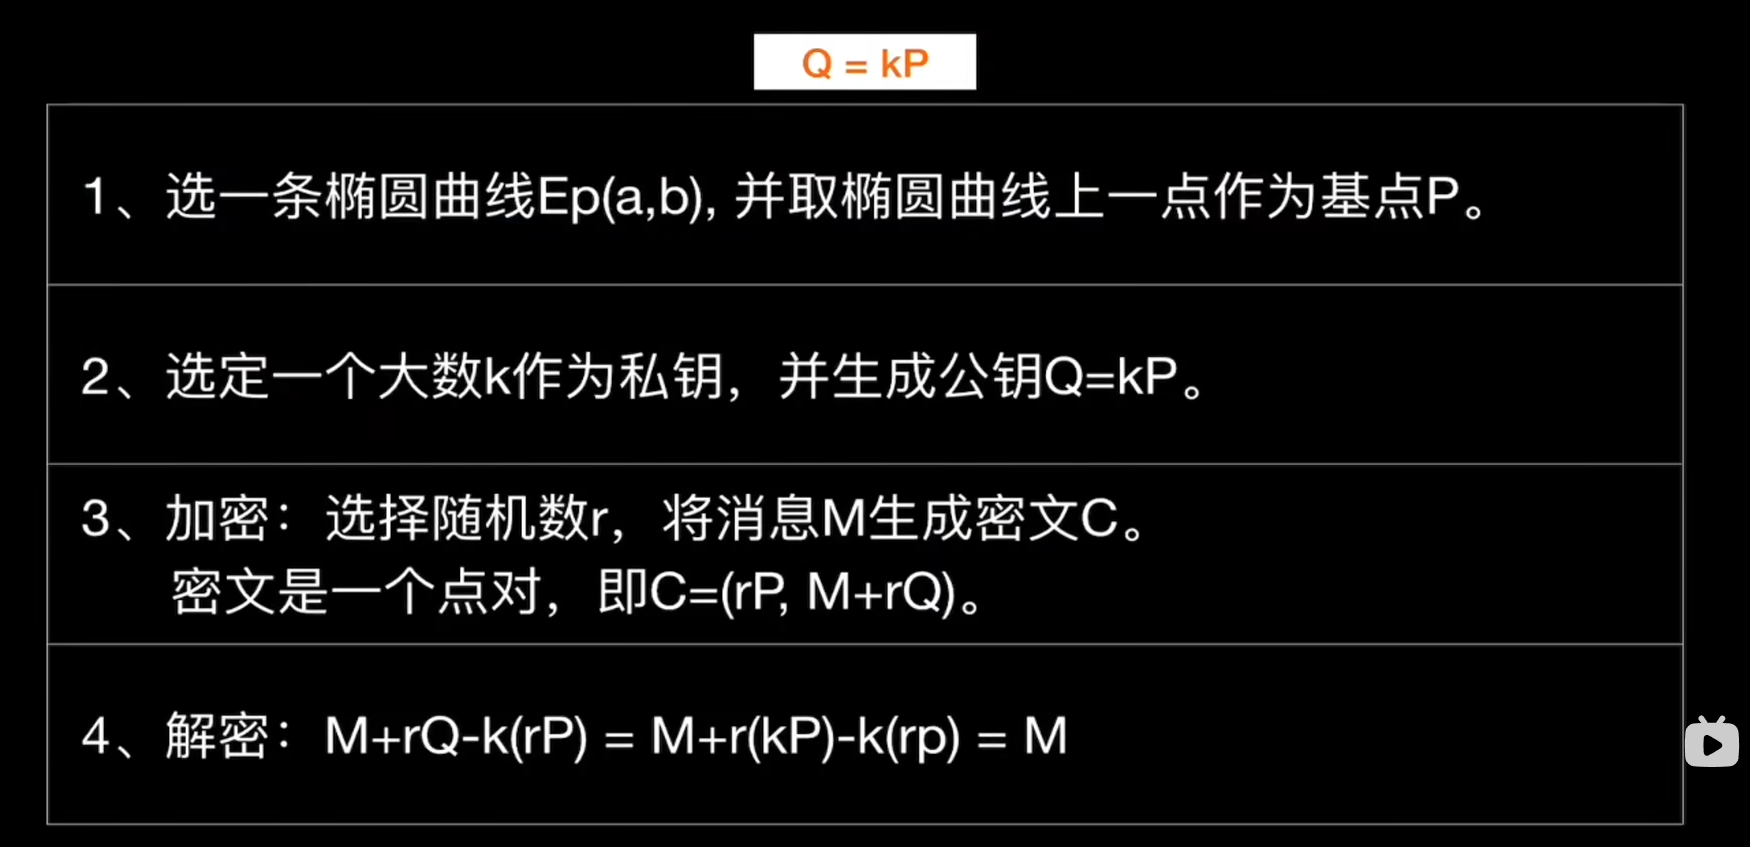 Q = kP
1、选一条椭圆曲线Ep(a,b), 并取椭圆曲线上一点作为基点P。
2、选定一个大数k作为私钥，并生成公钥Q=kP。
3、加密：选择随机数r，将消息M生成密文C。
密文是一个点对，即C=(rP, M+rQ)。
4、解密：M+rQ-k(rP) = M+r(kP)-k(rp) = M